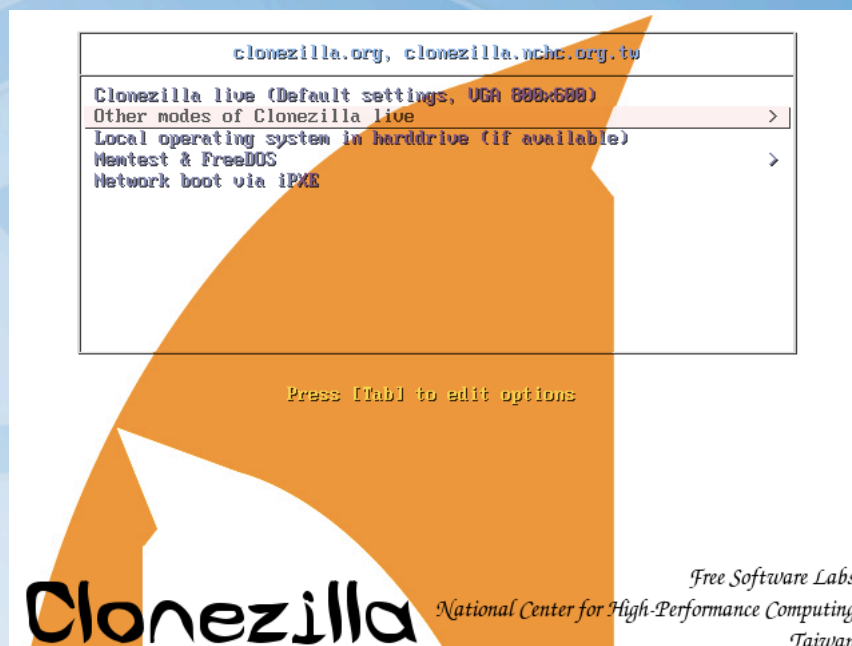 clonezilla.org, clonezilla.nchc.org.tw
Clonezilla live (Default settings, VGA 800x600)
Other modes of Clonezilla live >
Local operating system in harddrive (if available)
Memtest & FreeDOS >
Network boot via iPXE
Press [Tab] to edit options
Free Software Labs
Clonezilla National Center for High-Performance Computing
Taiwan